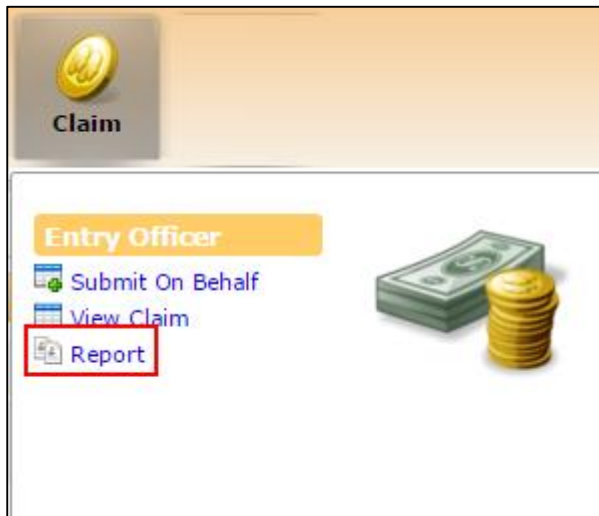 Claim
Entry Officer
Submit On Behalf
View Claim
Report